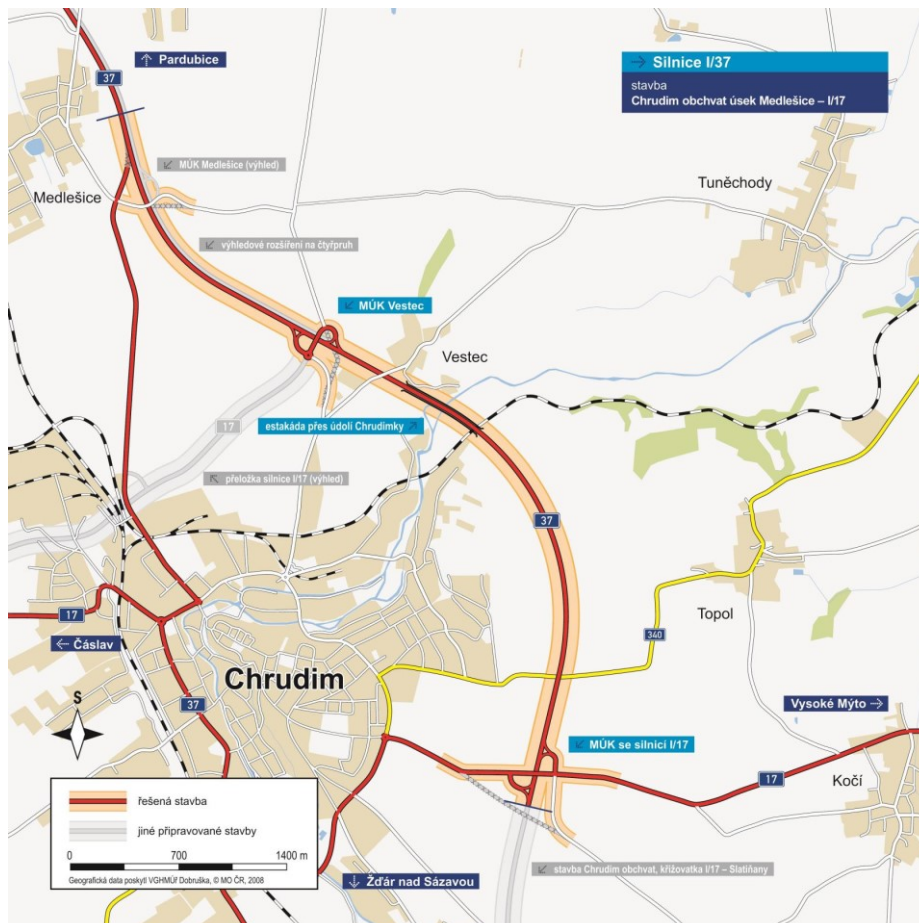 ↑ Pardubice
37
→ Silnice I/37
stavba
Chrudim obchvat úsek Medlešice – I/17
↙ MÚK Medlešice (výhled)
Medlešice
Tuněchody
↙ výhledové rozšíření na čtyřpruh
↙ MÚK Vestec
Vestec
17
estakáda přes údolí Chrudimky ↗
↖ přeložka silnice I/17 (výhled)
37
Topol
17
340
← Čáslav
Chrudim
37
Vysoké Mýto →
S
↙ MÚK se silnicí I/17
17
Kočí
řešená stavba
jiné připravované stavby
0 700 1400 m
Geografická data poskytl VGHMÚř Dobruška, © MO ČR, 2008
↓ Žďár nad Sázavou
↖ stavba Chrudim obchvat, křižovatka I/17 – Slatiňany